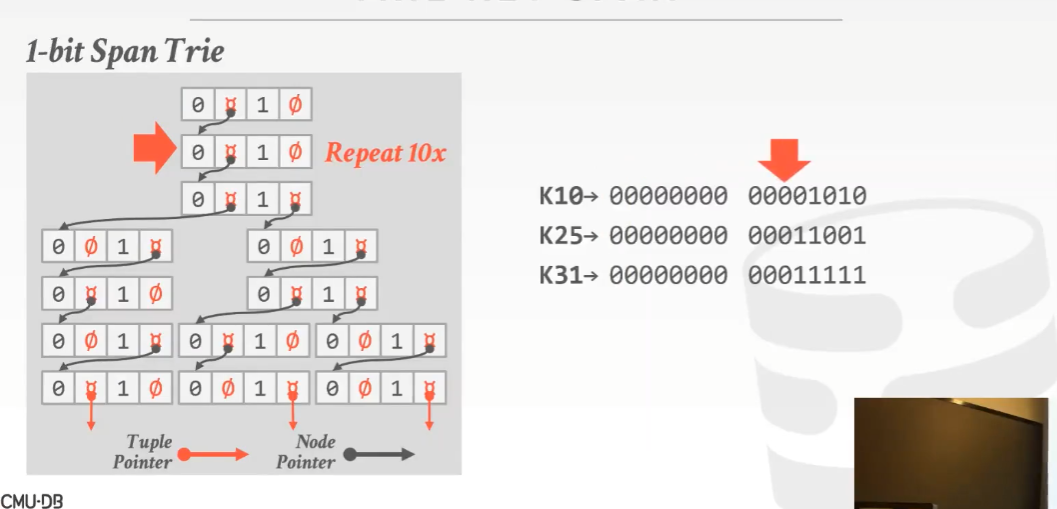 1-bit Span Trie
0 ¤ 1 Ø
0 ¤ 1 Ø Repeat 10x
0 ¤ 1 ¤
0 Ø 1 ¤ 0 Ø 1 ¤
0 ¤ 1 Ø 0 ¤ 1 ¤
0 Ø 1 ¤ 0 ¤ 1 Ø 0 Ø 1 ¤
0 ¤ 1 Ø 0 Ø 1 ¤ 0 Ø 1 ¤
Tuple
Pointer
Node
Pointer
K10→ 00000000 00001010
K25→ 00000000 00011001
K31→ 00000000 00011111
CMU·DB